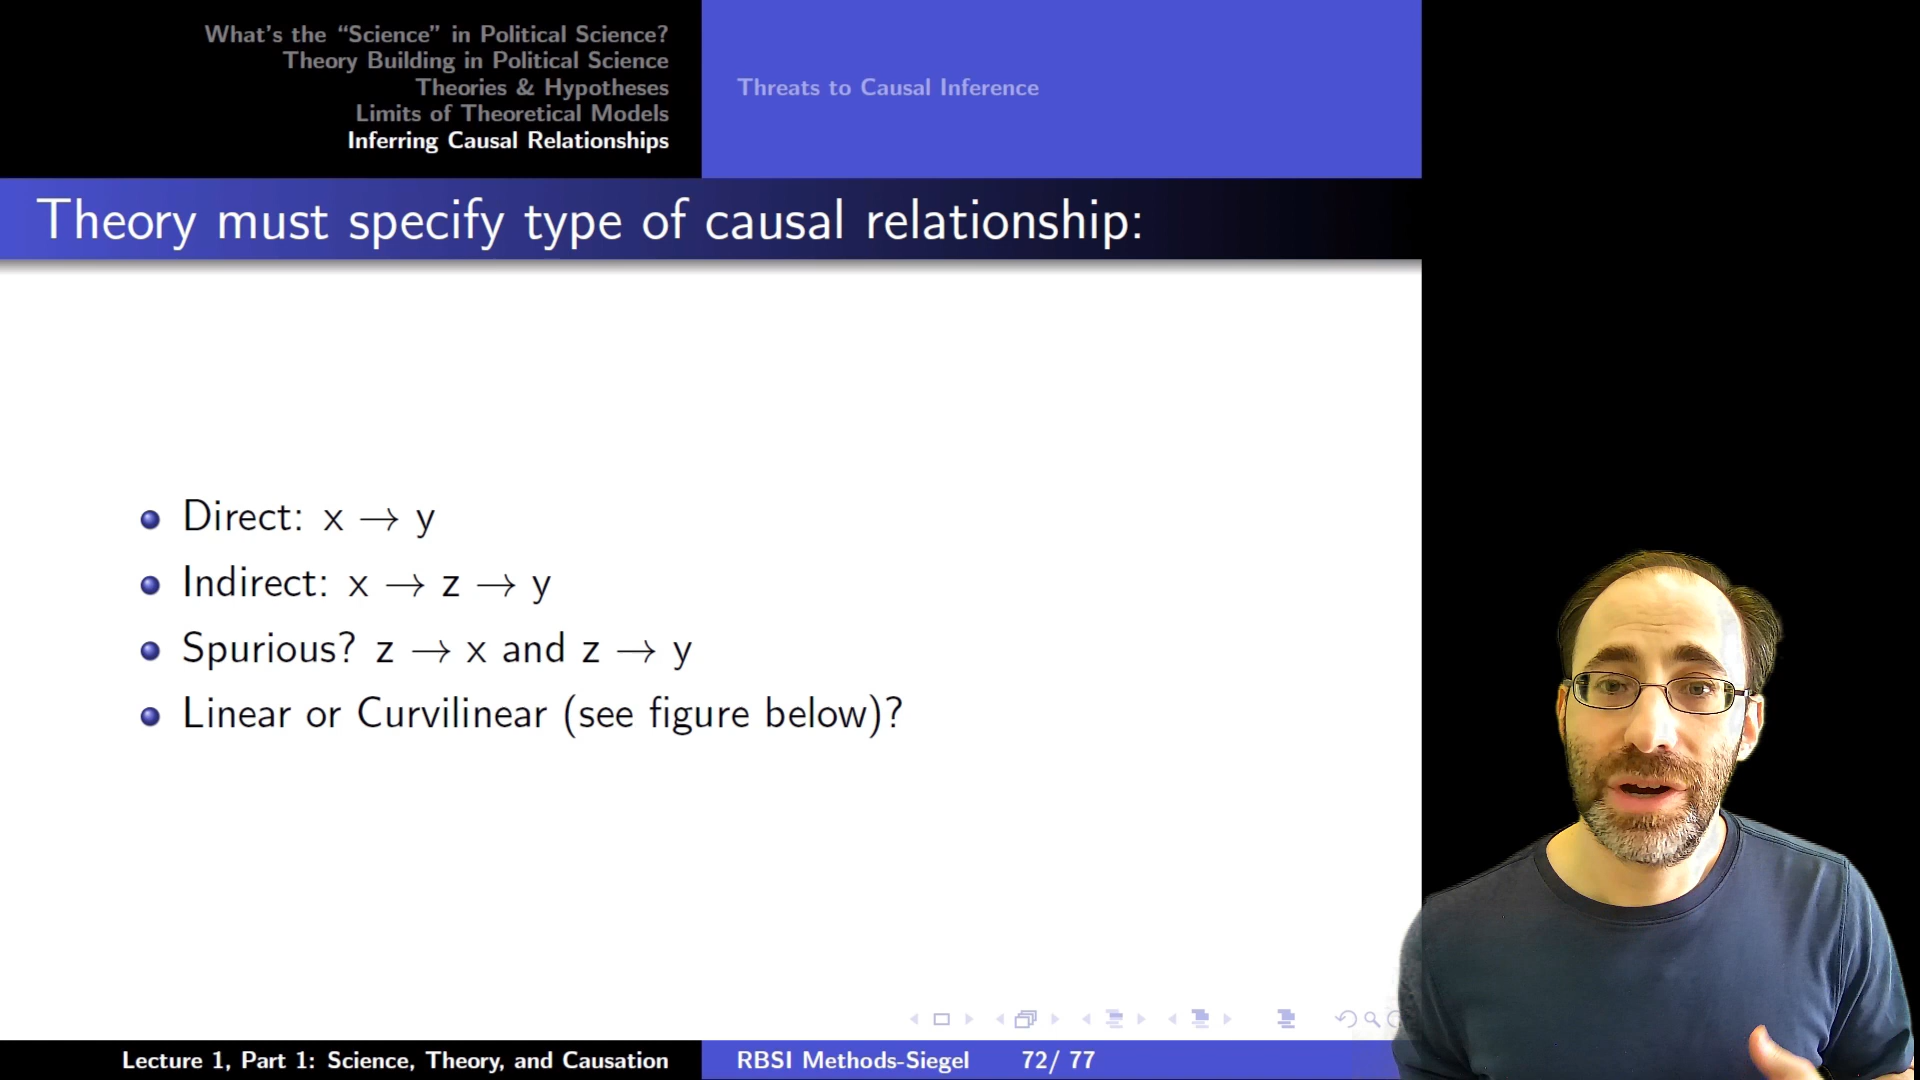 What's the “Science” in Political Science?
Theory Building in Political Science
Theories & Hypotheses
Limits of Theoretical Models
Inferring Causal Relationships
Threats to Causal Inference
Theory must specify type of causal relationship:
Direct: x → y
Indirect: x → z → y
Spurious? z → x and z → y
Linear or Curvilinear (see figure below)?
Lecture 1, Part 1: Science, Theory, and Causation
RBSI Methods-Siegel 72/ 77